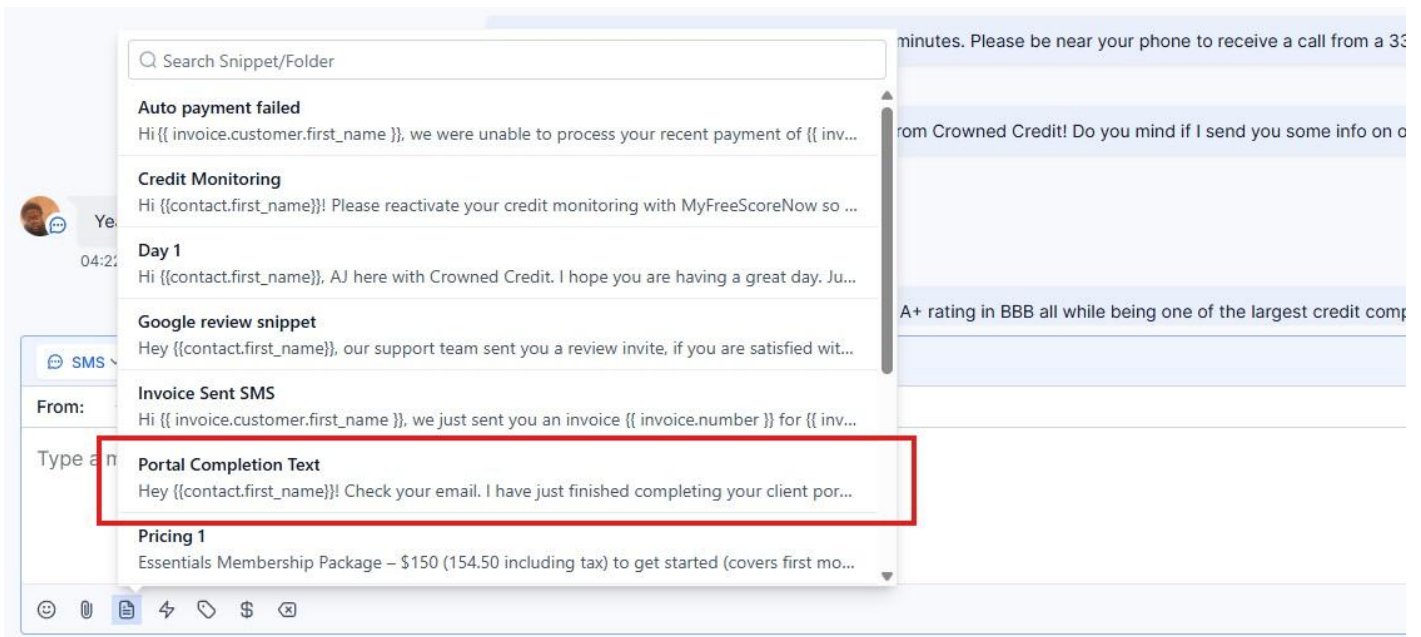 minutes. Please be near your phone to receive a call from a 33
Search Snippet/Folder
Auto payment failed
Hi {{ invoice.customer.first_name }}, we were unable to process your recent payment of {{ inv...
rom Crowned Credit! Do you mind if I send you some info on o
Credit Monitoring
Hi {{contact.first_name}}! Please reactivate your credit monitoring with MyFreeScoreNow so ...
Ye
Day 1
04:22
Hi {{contact.first_name}}, AJ here with Crowned Credit. I hope you are having a great day. Ju...
Google review snippet
A+ rating in BBB all while being one of the largest credit comp
Hey {{contact.first_name}}, our support team sent you a review invite, if you are satisfied wit...
SMS
Invoice Sent SMS
From:
Hi {{ invoice.customer.first_name }}, we just sent you an invoice {{ invoice.number }} for {{ inv...
Type a m
Portal Completion Text
Hey {{contact.first_name}}! Check your email. I have just finished completing your client por...
Pricing 1
Essentials Membership Package – $150 (154.50 including tax) to get started (covers first mo...